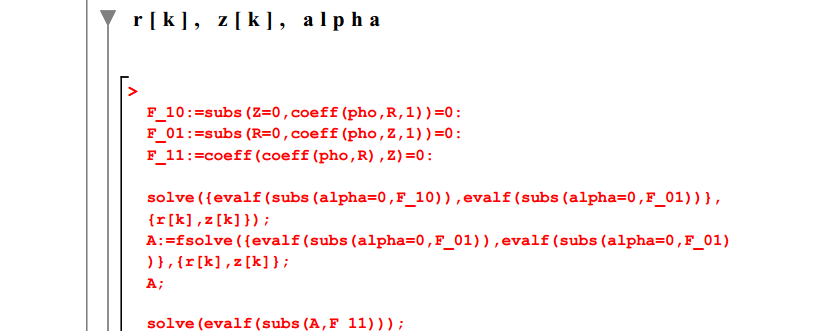 r[k], z[k], alpha
>
F_10:=subs(Z=0,coeff(pho,R,1))=0:
F_01:=subs(R=0,coeff(pho,Z,1))=0:
F_11:=coeff(coeff(pho,R),Z)=0:
solve({evalf(subs(alpha=0,F_10)),evalf(subs(alpha=0,F_01))},
{r[k],z[k]});
A:=fsolve({evalf(subs(alpha=0,F_01)),evalf(subs(alpha=0,F_01)
)},{r[k],z[k]};
A;
solve(evalf(subs(A,F_11)));